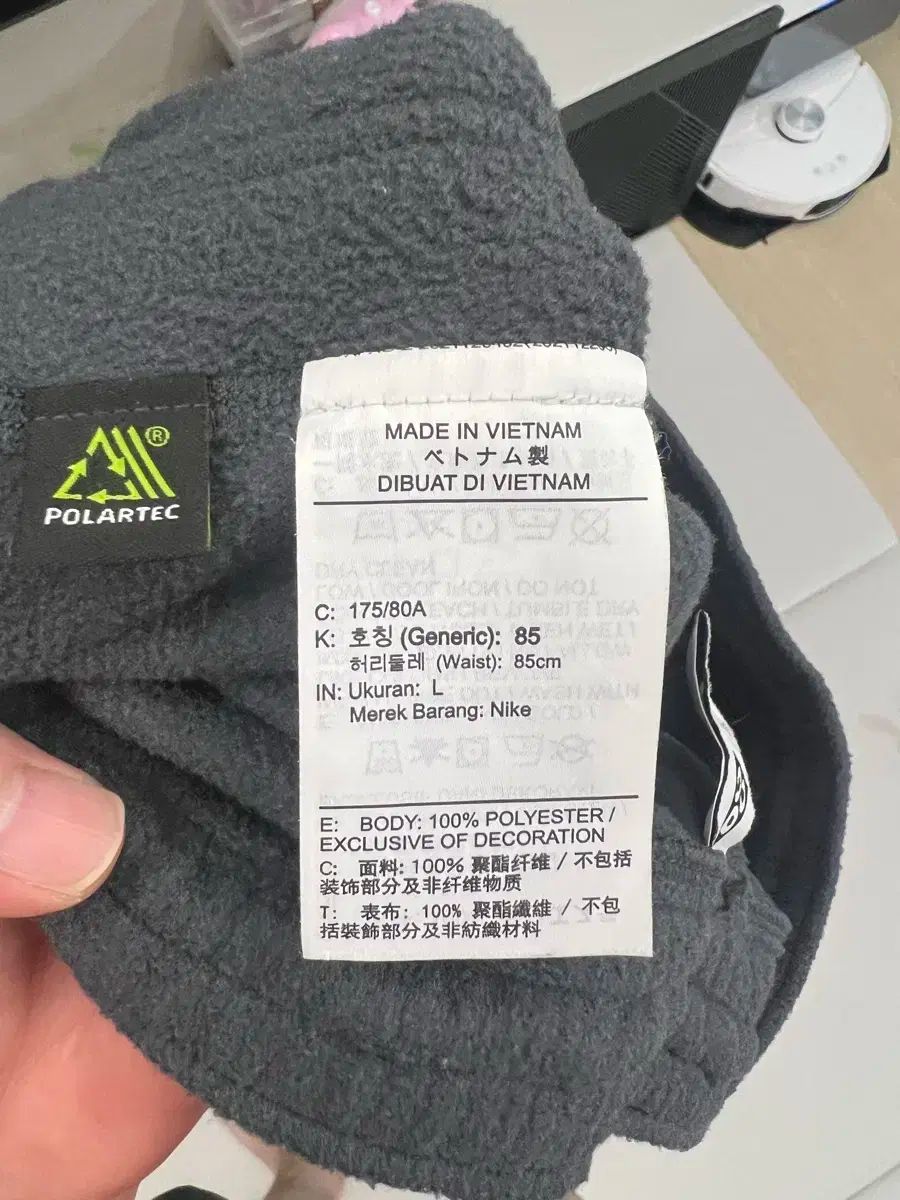 POLARTEC
®
MADE IN VIETNAM
ベトナム製
DIBUAT DI VIETNAM
C: 175/80A
K: 호칭 (Generic): 85
허리둘레 (Waist): 85cm
IN: Ukuran: L
Merek Barang: Nike
E: BODY: 100% POLYESTER /
EXCLUSIVE OF DECORATION
C: 面料: 100% 聚酯纤维 / 不包括
装饰部分及非纤维物质
T: 表布: 100% 聚酯纖維 / 不包
括裝飾部分及非紡織材料